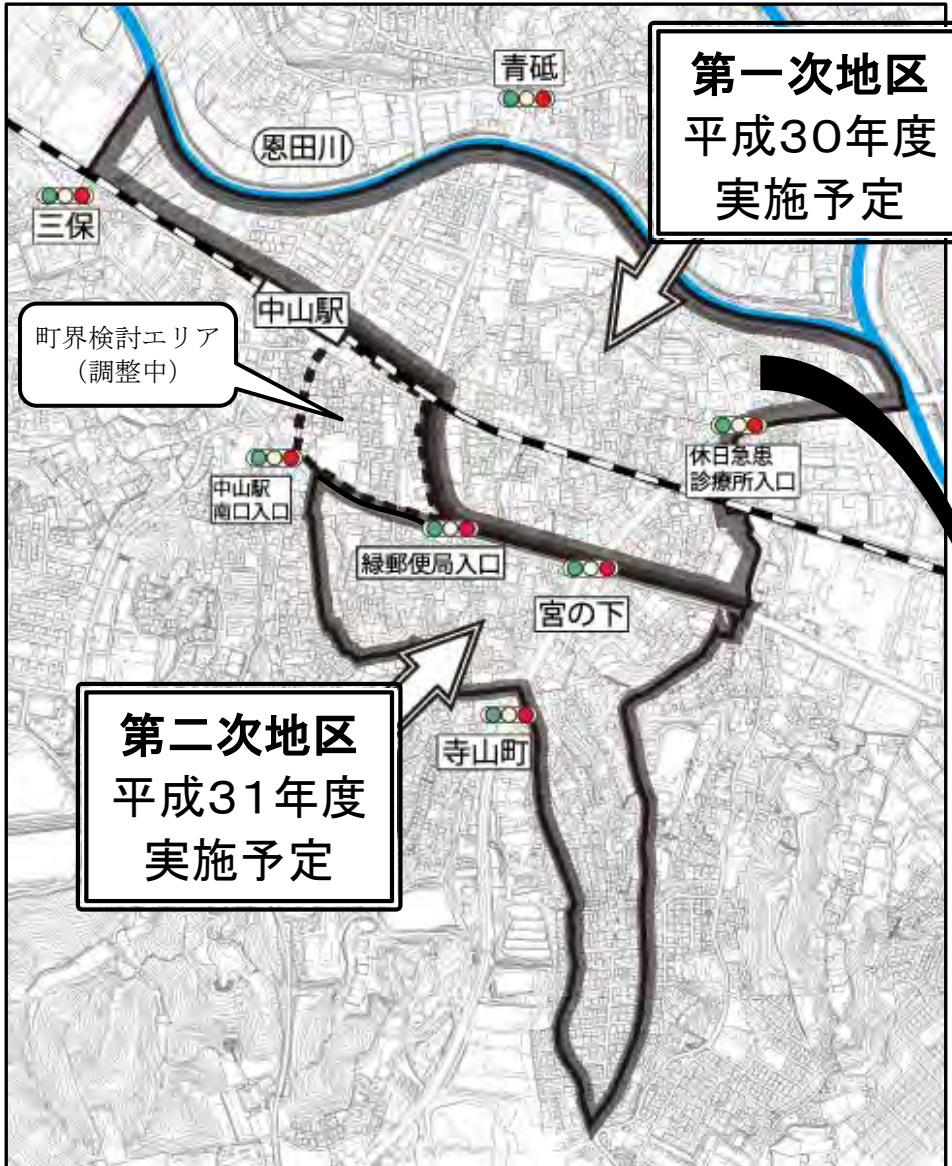 青砥
第一次地区
平成30年度
実施予定
恩田川
三保
中山駅
町界検討エリア
(調整中)
休日急患
診療所入口
中山駅
南口入口
緑郵便局入口
宮の下
第二次地区
平成31年度
実施予定
寺山町